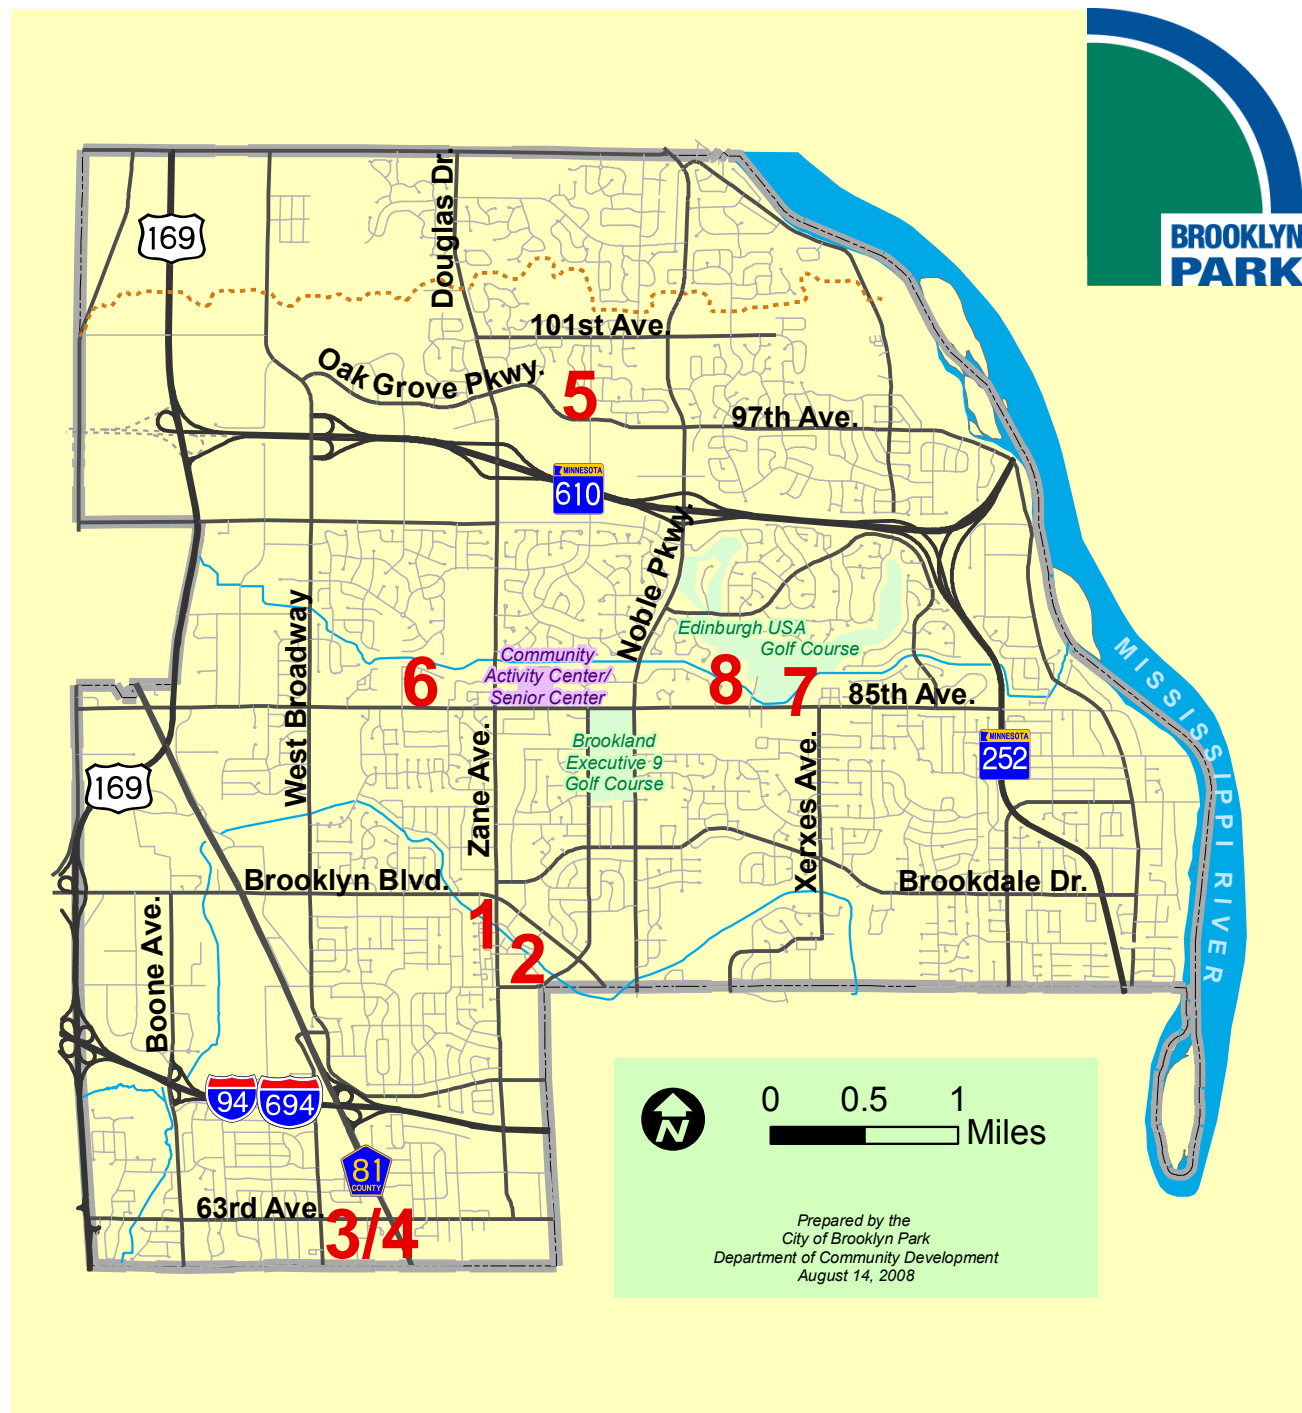 BROOKLYN
PARK
Douglas Dr.
169
101st Ave.
Oak Grove Pkwy.
5
97th Ave.
MINNESOTA
610
Noble Pkwy.
West Broadway
Edinburgh USA
Golf Course
Community
Activity Center/
Senior Center
6
8
7
85th Ave.
MISSISSIPPI RIVER
Zane Ave.
Brookland
Executive 9
Golf Course
Xerxes Ave.
MINNESOTA
252
169
Brooklyn Blvd.
Brookdale Dr.
1
2
Boone Ave.
94
694
81
COUNTY
63rd Ave.
3/4
N
0 0.5 1
Miles
Prepared by the
City of Brooklyn Park
Department of Community Development
August 14, 2008